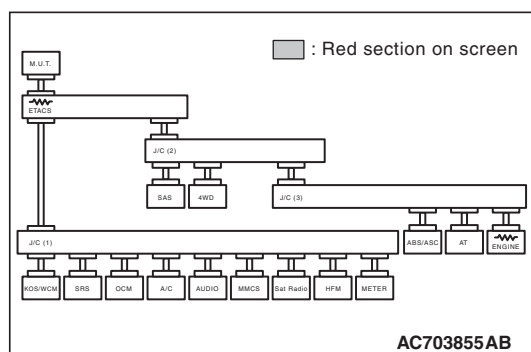 : Red section on screen
M.U.T.
ETACS
J/C (2)
SAS 4WD J/C (3)
J/C (1) ABS/ASC AT ENGINE
KOS/WCM SRS OCM A/C AUDIO MMCS Sat Radio HFM METER
AC703855AB